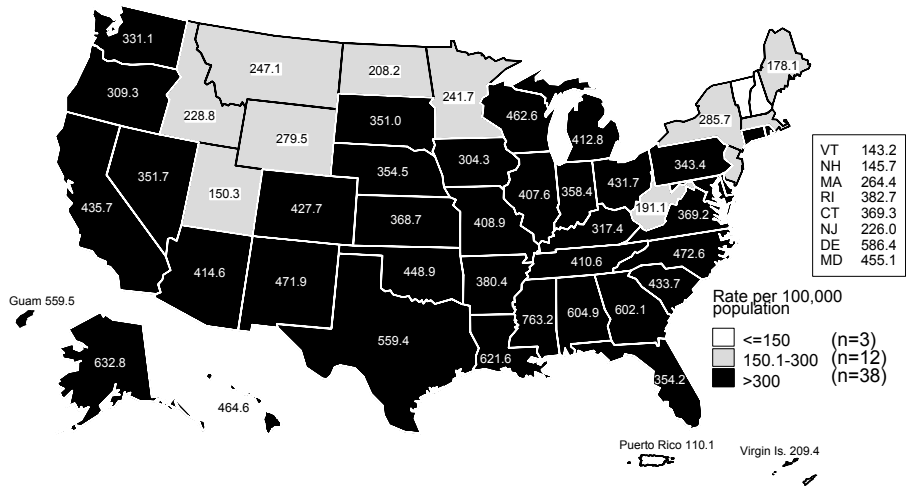 331.1
247.1
208.2
241.7
178.1
309.3
228.8
462.6
285.7
279.5
351.0
412.8
VT 143.2
NH 145.7
MA 264.4
RI 382.7
CT 369.3
NJ 226.0
DE 586.4
MD 455.1
304.3
343.4
351.7
354.5
431.7
150.3
407.6
358.4
435.7
427.7
368.7
408.9
191.1
369.2
317.4
472.6
414.6
471.9
448.9
380.4
410.6
433.7
Guam 559.5
763.2
604.9
602.1
559.4
621.6
354.2
632.8
464.6
Rate per 100,000
population
<=150 (n=3)
150.1-300 (n=12)
>300 (n=38)
Puerto Rico 110.1
Virgin Is. 209.4